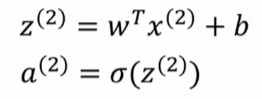 z⁽²⁾ = wᵀx⁽²⁾ + b
a⁽²⁾ = σ(z⁽²⁾)